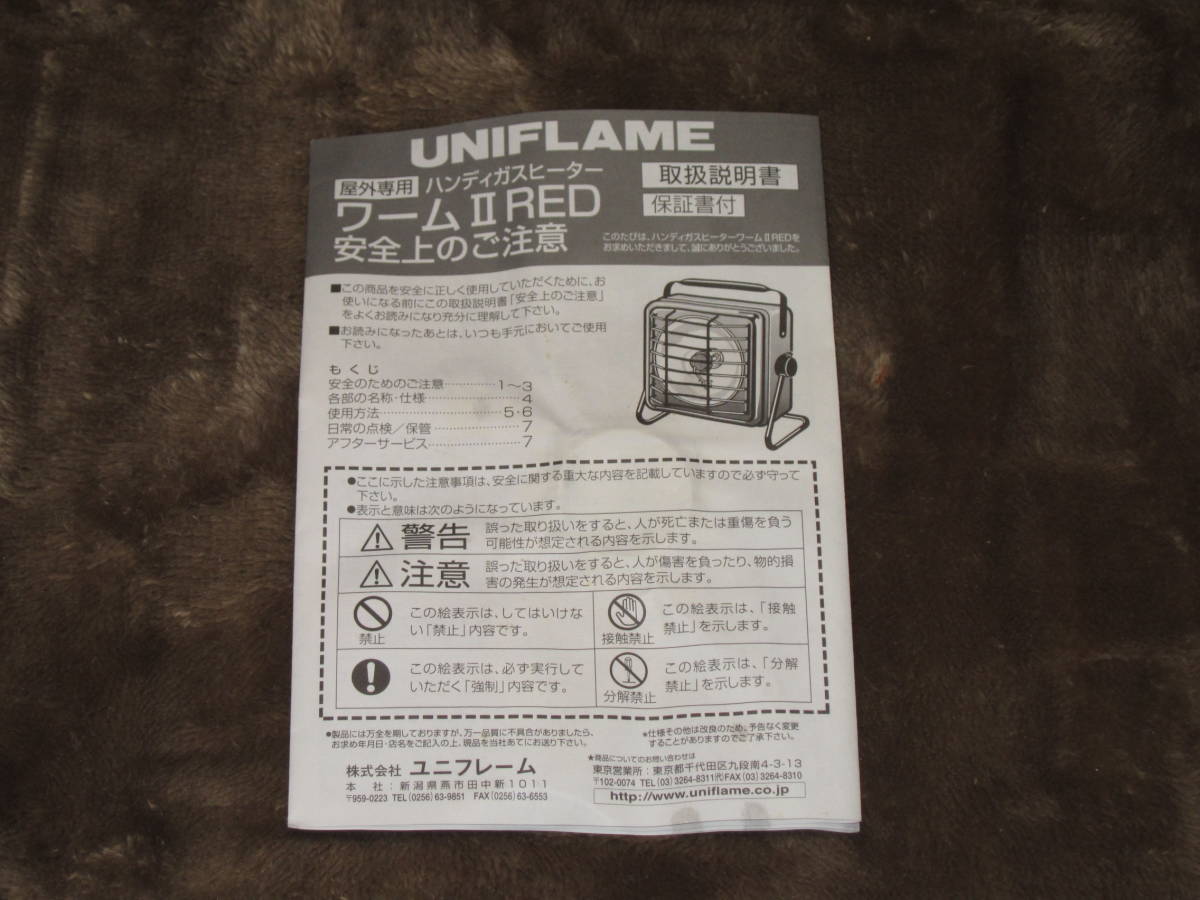 UNIFLAME
屋外専用 ハンディガスヒーター
ワームⅡRED
安全上のご注意
取扱説明書
保証書付
このたびは、ハンディガスヒーターワームⅡREDを
お求めいただきまして、誠にありがとうございました。
■この商品を安全に正しく使用していただくために、お
使いになる前にこの取扱説明書「安全上のご注意」
をよくお読みになり充分に理解して下さい。
■お読みになったあとは、いつも手元においてご使用
下さい。
もくじ
安全のためのご注意…………… 1〜3
各部の名称・仕様……………………… 4
使用方法………………………… 5・6
日常の点検／保管……………………… 7
アフターサービス……………………… 7
●ここに示した注意事項は、安全に関する重大な内容を記載していますので必ず守って
下さい。
●表示と意味は次のようになっています。
警告 誤った取り扱いをすると、人が死亡または重傷を負う
可能性が想定される内容を示します。
注意 誤った取り扱いをすると、人が傷害を負ったり、物的損
害の発生が想定される内容を示します。
この絵表示は、してはいけな
い「禁止」内容です。
禁止
この絵表示は、「接触
禁止」を示します。
接触禁止
この絵表示は、必ず実行して
いただく「強制」内容です。
この絵表示は、「分解
禁止」を示します。
分解禁止
●製品には万全を期しておりますが、万一品質に不具合がありましたら、
お求め年月日・店名をご記入の上、現品を当社あてにお送り下さい。
※仕様その他は改良のため、予告なく変更
することがありますのでご了承下さい。
株式会社 ユニフレーム
本 社：新潟県燕市田中新1011
〒959-0223 TEL(0256)63-9851 FAX(0256)63-6553
★商品についてのお問い合わせは
東京営業所：東京都千代田区九段南4-3-13
〒102-0074 TEL(03)3264-8311(代) FAX(03)3264-8310
http://www.uniflame.co.jp